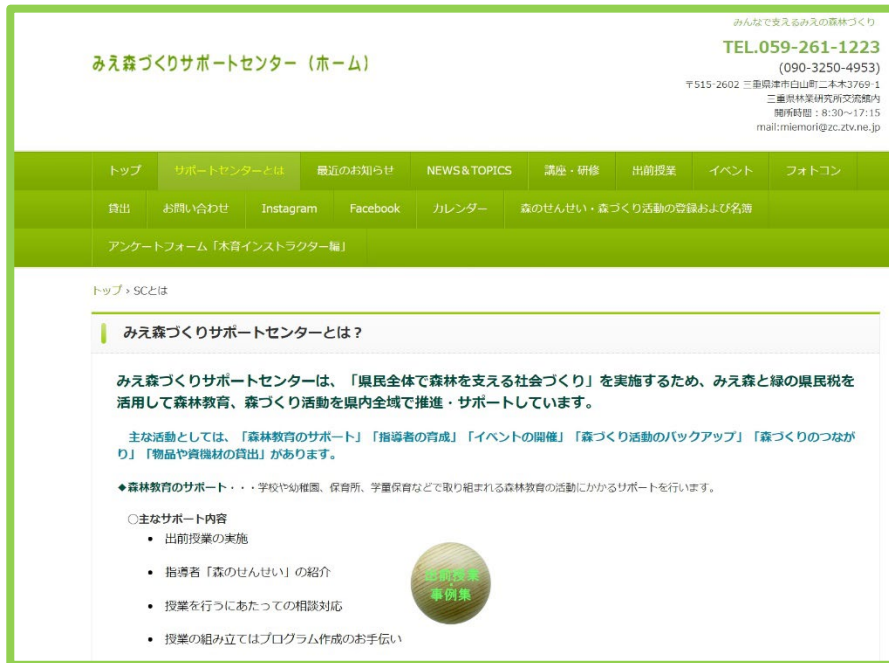 みんなで支えるみえの森林づくり
みえ森づくりサポートセンター（ホーム）
TEL.059-261-1223
(090-3250-4953)
〒515-2602 三重県津市白山町二本木3769-1
三重県林業研究所交流館内
開所時間：8:30～17:15
mail:miemori@zc.ztv.ne.jp
トップ サポートセンターとは 最近のお知らせ NEWS＆TOPICS 講座・研修 出前授業 イベント フォトコン
貸出 お問い合わせ Instagram Facebook カレンダー 森のせんせい・森づくり活動の登録および名簿
アンケートフォーム「木育インストラクター編」
トップ › SCとは
みえ森づくりサポートセンターとは？
みえ森づくりサポートセンターは、「県民全体で森林を支える社会づくり」を実施するため、みえ森と緑の県民税を
活用して森林教育、森づくり活動を県内全域で推進・サポートしています。
主な活動としては、「森林教育のサポート」「指導者の育成」「イベントの開催」「森づくり活動のバックアップ」「森づくりのつなが
り」「物品や資機材の貸出」があります。
◆森林教育のサポート・・・学校や幼稚園、保育所、学童保育などで取り組まれる森林教育の活動にかかるサポートを行います。
○主なサポート内容
• 出前授業の実施
• 指導者「森のせんせい」の紹介
• 授業を行うにあたっての相談対応
• 授業の組み立てはプログラム作成のお手伝い
出前授業
・
事例集